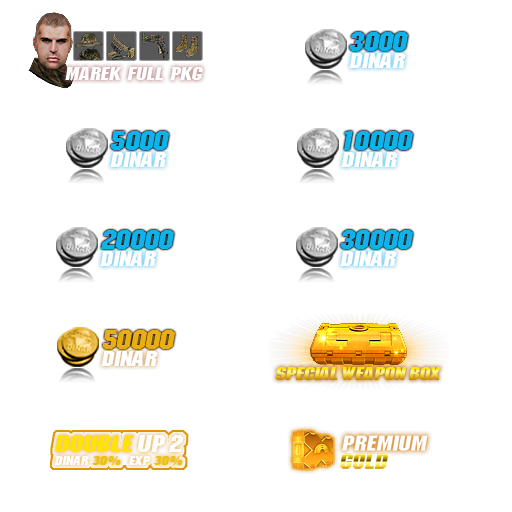 MAREK FULL PKC
3000
DINAR
5000
DINAR
10000
DINAR
20000
DINAR
30000
DINAR
50000
DINAR
SPECIAL WEAPON BOX
DOUBLE UP 2
DINAR 30% EXP 30%
PREMIUM
GOLD